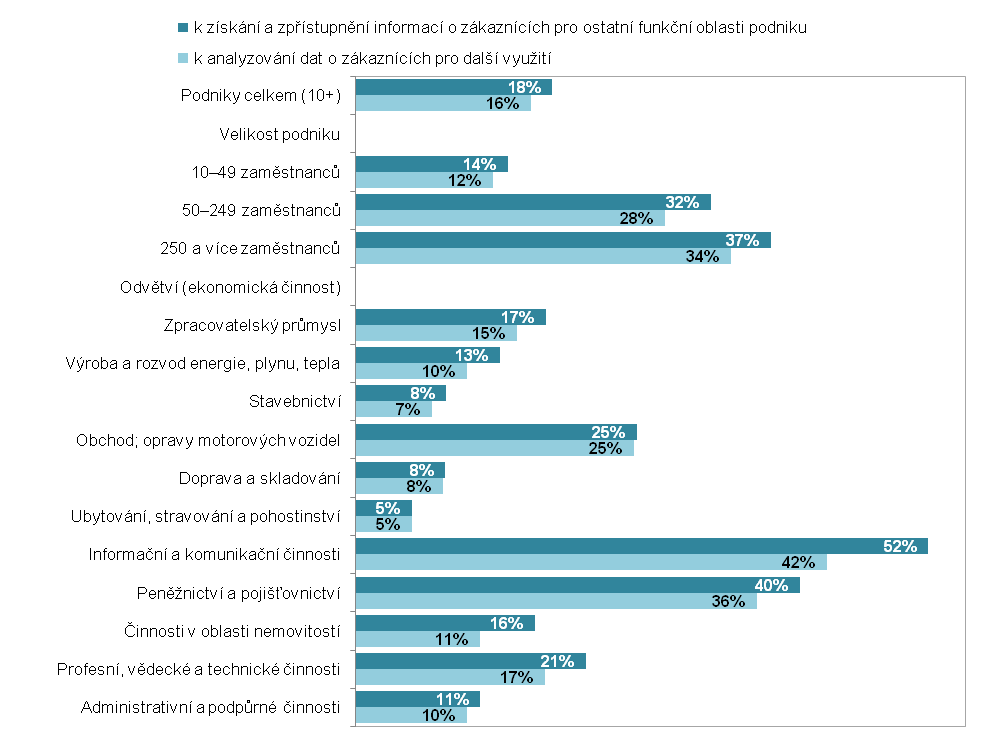 k získání a zpřístupnění informací o zákaznících pro ostatní funkční oblasti podniku
k analyzování dat o zákaznících pro další využití
Podniky celkem (10+)
18%
16%
Velikost podniku
10–49 zaměstnanců
14%
12%
50–249 zaměstnanců
32%
28%
250 a více zaměstnanců
37%
34%
Odvětví (ekonomická činnost)
Zpracovatelský průmysl
17%
15%
Výroba a rozvod energie, plynu, tepla
13%
10%
Stavebnictví
8%
7%
Obchod; opravy motorových vozidel
25%
25%
Doprava a skladování
8%
8%
Ubytování, stravování a pohostinství
5%
5%
Informační a komunikační činnosti
52%
42%
Peněžnictví a pojišťovnictví
40%
36%
Činnosti v oblasti nemovitostí
16%
11%
Profesní, vědecké a technické činnosti
21%
17%
Administrativní a podpůrné činnosti
11%
10%